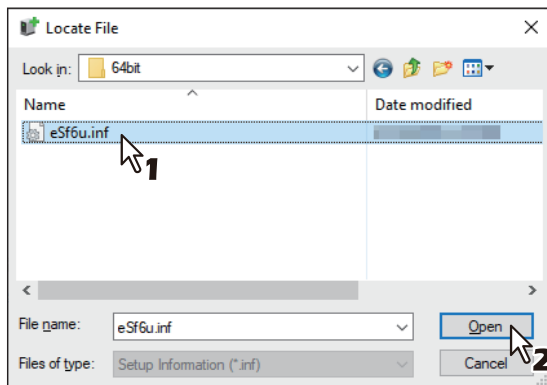 Locate File
Look in: 64bit
Name Date modified
eSf6u.inf
1
File name: eSf6u.inf Open
2
Files of type: Setup Information (*.inf) Cancel